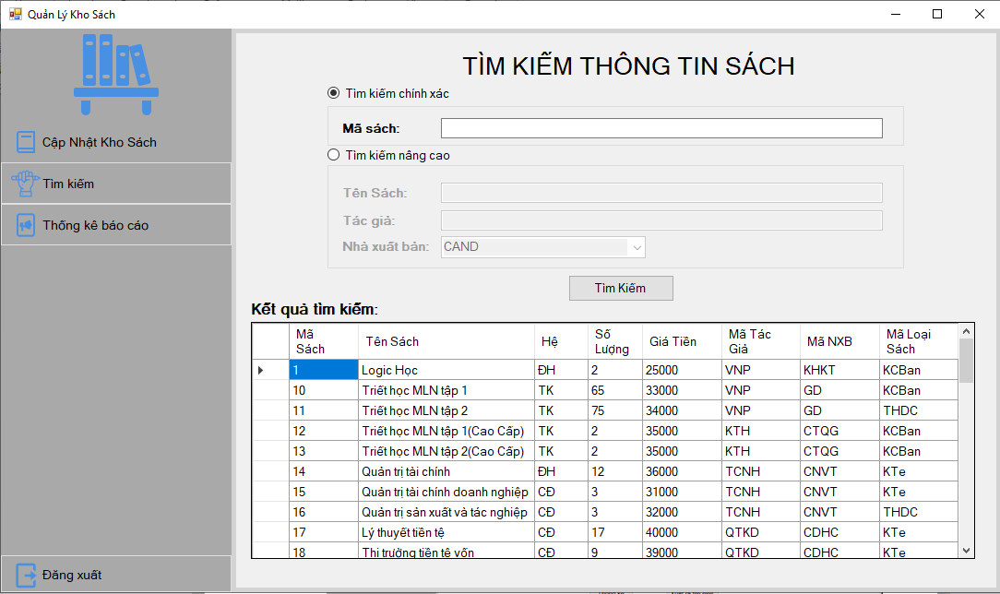 Quản Lý Kho Sách
Cập Nhật Kho Sách
Tìm kiếm
Thống kê báo cáo
Đăng xuất
TÌM KIẾM THÔNG TIN SÁCH
Tìm kiếm chính xác
Mã sách:
Tìm kiếm nâng cao
Tên Sách:
Tác giả:
Nhà xuất bản: CAND
Tìm Kiếm
Kết quả tìm kiếm:
Mã Sách Tên Sách Hệ Số Lượng Giá Tiền Mã Tác Giả Mã NXB Mã Loại Sách
1 Logic Học ĐH 2 25000 VNP KHKT KCBan
10 Triết học MLN tập 1 TK 65 33000 VNP GD KCBan
11 Triết học MLN tập 2 TK 75 34000 VNP GD THDC
12 Triết học MLN tập 1(Cao Cấp) TK 2 35000 KTH CTQG KCBan
13 Triết học MLN tập 2(Cao Cấp) TK 2 35000 KTH CTQG KCBan
14 Quản trị tài chính ĐH 12 36000 TCNH CNVT KTe
15 Quản trị tài chính doanh nghiệp CĐ 3 31000 TCNH CNVT KTe
16 Quản trị sản xuất và tác nghiệp CĐ 3 32000 TCNH CNVT THDC
17 Lý thuyết tiền tệ CĐ 17 40000 QTKD CDHC KTe
18 Thị trường tiền tệ vốn CĐ 9 39000 QTKD CDHC KTe